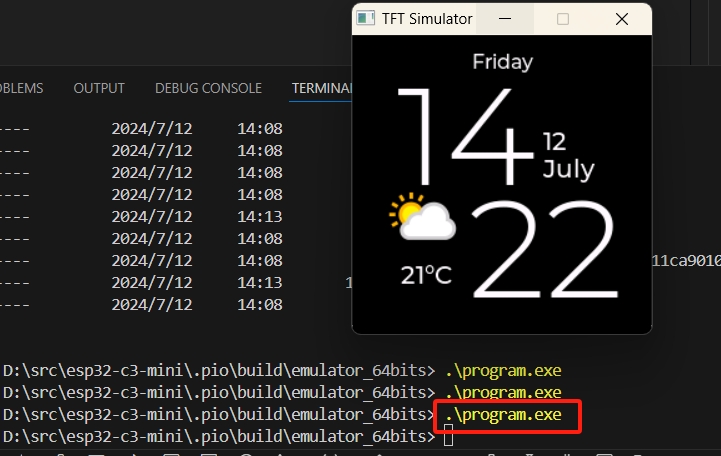 TFT Simulator
Friday
14
12
July
22
21°C
OBLEMS OUTPUT DEBUG CONSOLE TERMINAL
---- 2024/7/12 14:08
---- 2024/7/12 14:08
---- 2024/7/12 14:08
---- 2024/7/12 14:08
---- 2024/7/12 14:13
---- 2024/7/12 14:08
---- 2024/7/12 14:08 11ca9010
---- 2024/7/12 14:13 1
---- 2024/7/12 14:08
D:\src\esp32-c3-mini\.pio\build\emulator_64bits> .\program.exe
D:\src\esp32-c3-mini\.pio\build\emulator_64bits> .\program.exe
D:\src\esp32-c3-mini\.pio\build\emulator_64bits> .\program.exe
D:\src\esp32-c3-mini\.pio\build\emulator_64bits>